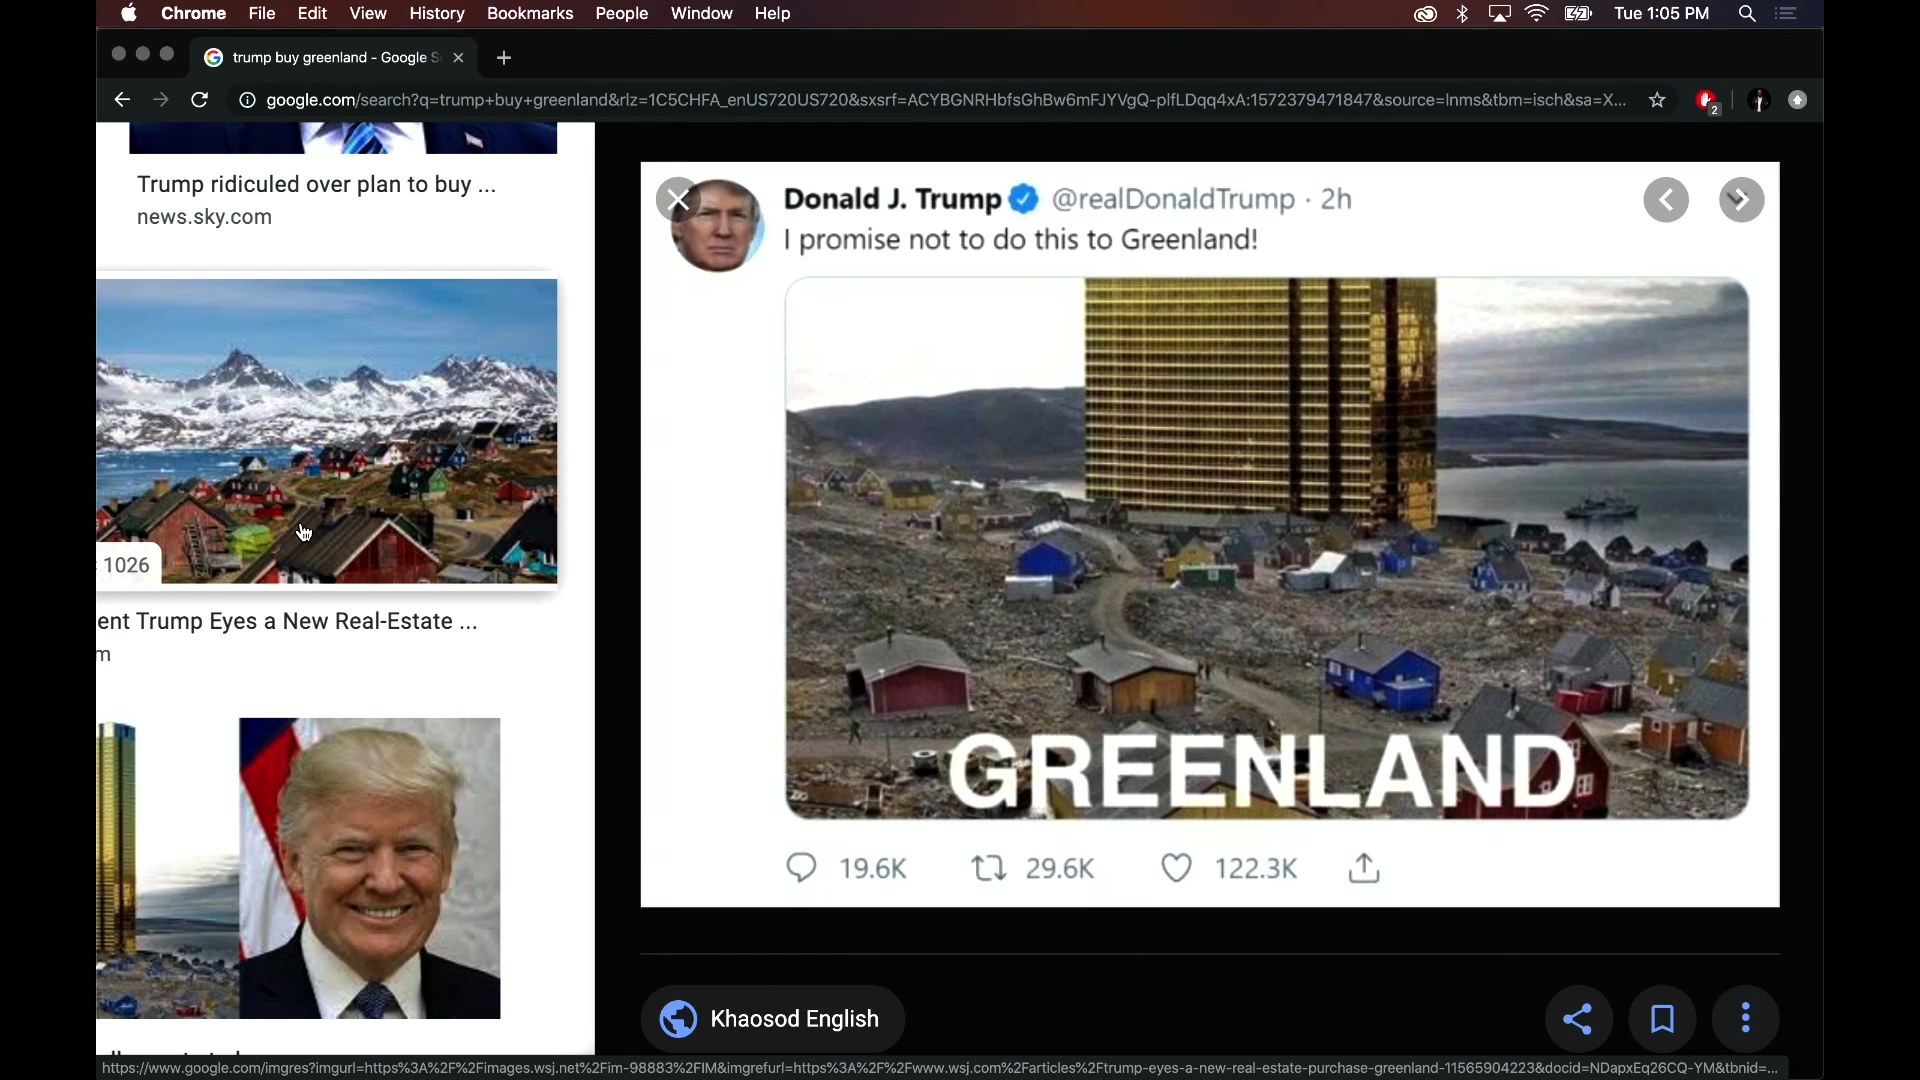 Chrome File Edit View History Bookmarks People Window Help
Tue 1:05 PM
trump buy greenland - Google S
google.com/search?q=trump+buy+greenland&rlz=1C5CHFA_enUS720US720&sxsrf=ACYBGNRHbfsGhBw6mFJYVgQ-plfLDqq4xA:1572379471847&source=lnms&tbm=isch&sa=X...
2
Trump ridiculed over plan to buy ...
news.sky.com
1026
ent Trump Eyes a New Real-Estate ...
m
Donald J. Trump @realDonaldTrump · 2h
I promise not to do this to Greenland!
GREENLAND
19.6K 29.6K 122.3K
Khaosod English
https://www.google.com/imgres?imgurl=https%3A%2F%2Fimages.wsj.net%2Fim-98883%2FIM&imgrefurl=https%3A%2F%2Fwww.wsj.com%2Farticles%2Ftrump-eyes-a-new-real-estate-purchase-greenland-11565904223&docid=NDapxEq26CQ-YM&tbnid=...